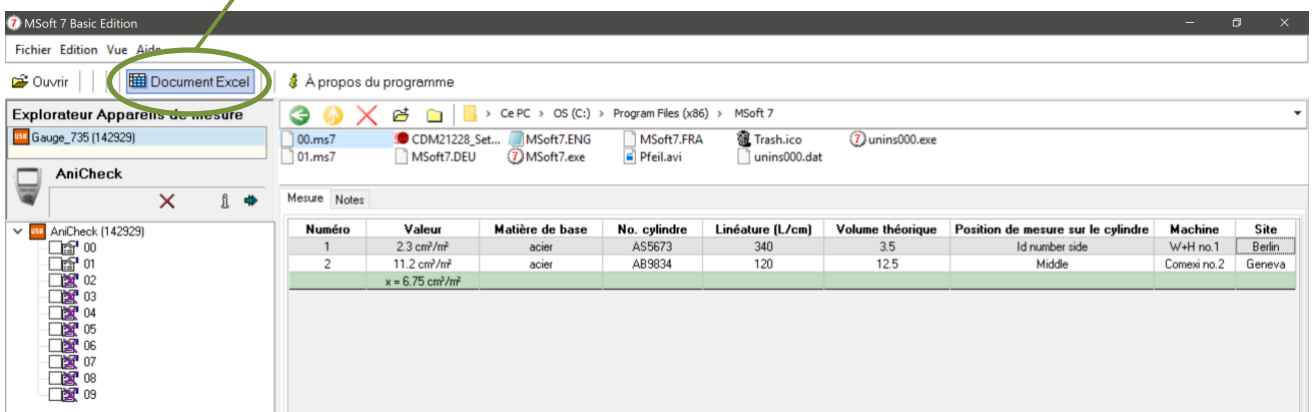 MSoft 7 Basic Edition
Fichier Edition Vue Aide
Ouvrir Document Excel À propos du programme
Explorateur Appareils de mesure
Gauge_735 (142929)
AniCheck
AniCheck (142929)
00
01
02
03
04
05
06
07
08
09
Ce PC > OS (C:) > Program Files (x86) > MSoft 7
00.ms7 CDM21228_Set... MSoft7.ENG MSoft7.FRA Trash.ico unins000.exe
01.ms7 MSoft7.DEU MSoft7.exe Pfeil.avi unins000.dat
Mesure Notes
Numéro Valeur Matière de base No. cylindre Linéature (L/cm) Volume théorique Position de mesure sur le cylindre Machine Site
1 2.3 cm³/m² acier AS5673 340 3.5 Id number side W+H no.1 Berlin
2 11.2 cm³/m² acier AB9834 120 12.5 Middle Comexi no.2 Geneva
x = 6.75 cm³/m²